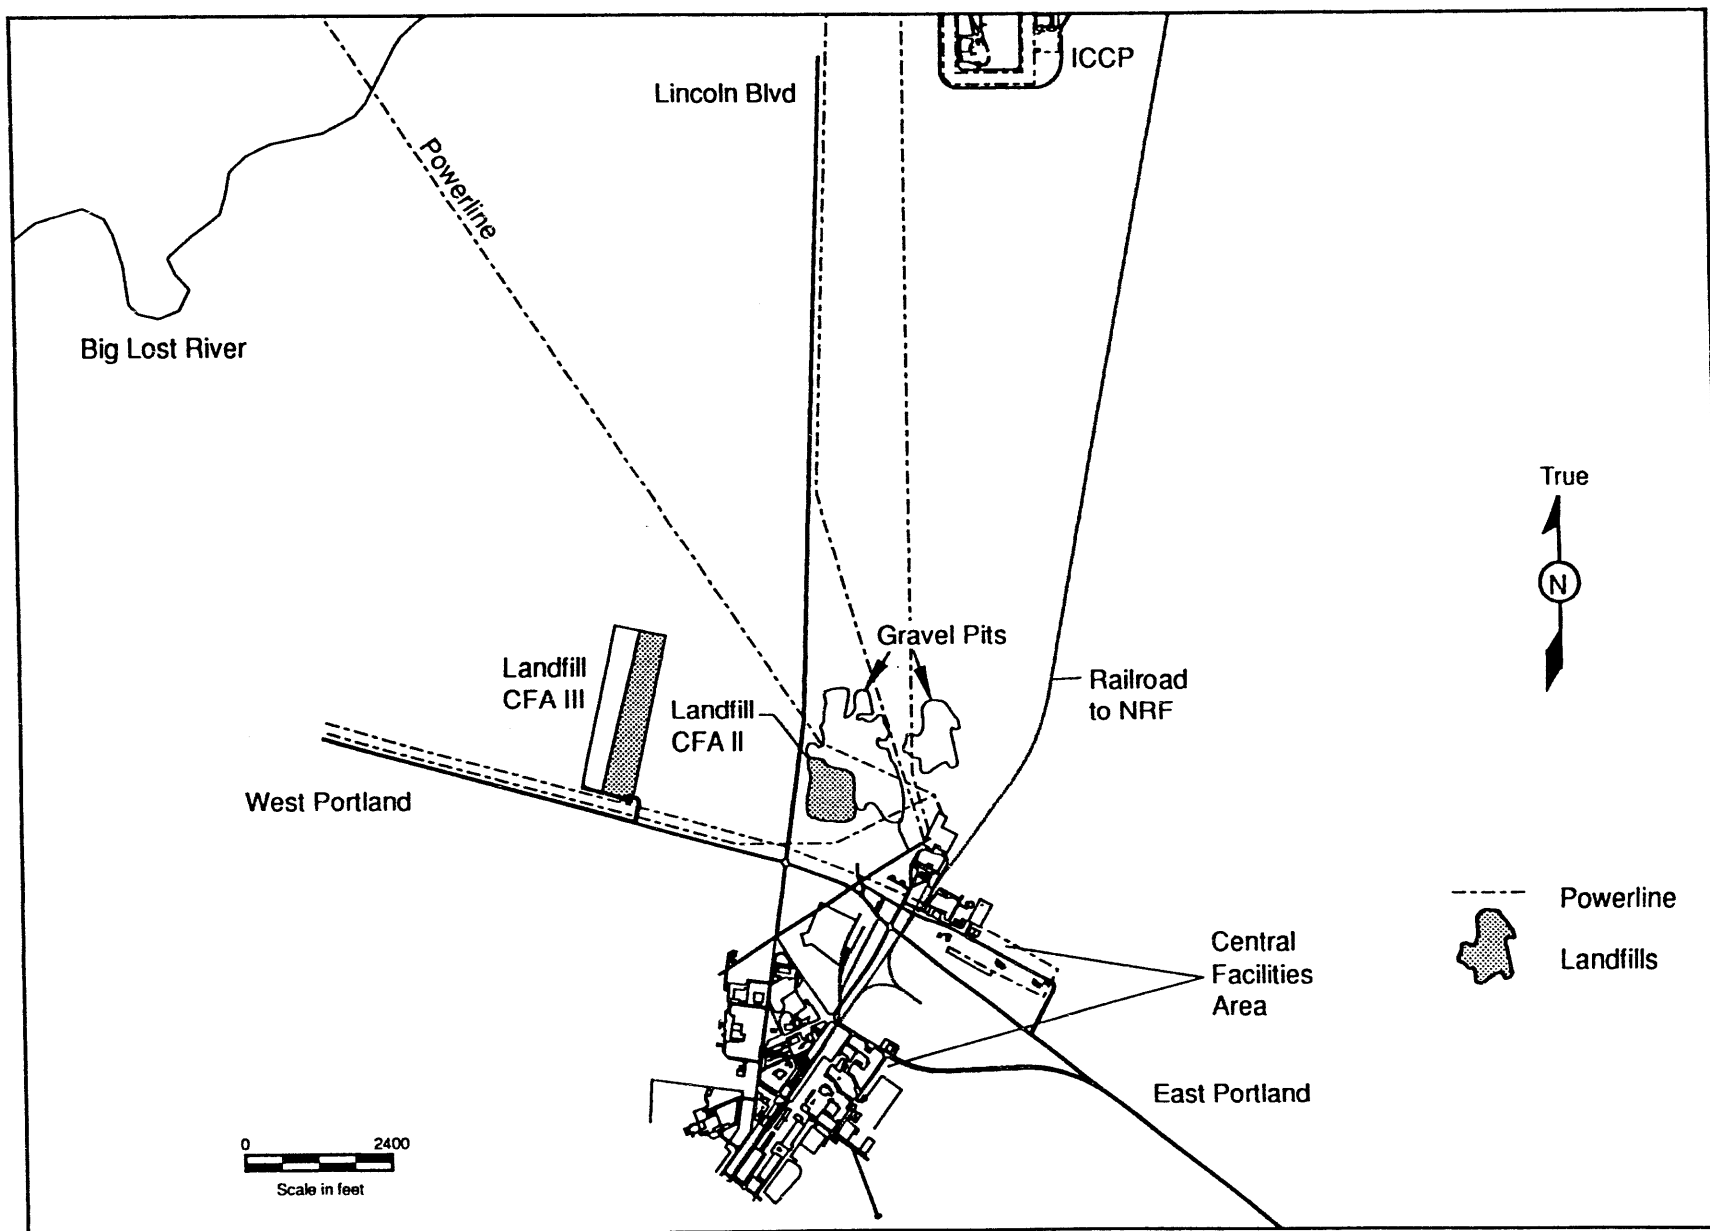 ICCP
Lincoln Blvd
Powerline
Big Lost River
True
N
Gravel Pits
Landfill
CFA III
Landfill
CFA II
Railroad
to NRF
West Portland
Powerline
Landfills
Central
Facilities
Area
East Portland
0 2400
Scale in feet